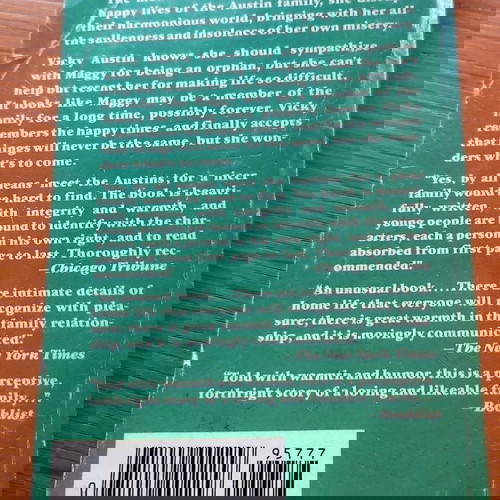 happy lives of the Austin family, she
their harmonious world, bringing with her all
the sullenness and insolence of her own misery.
Vicky Austin knows she should sympathize
with Maggy for being an orphan, but she can't
help but resent her for making life so difficult.
It looks like Maggy may be a member of the
family for a long time, possibly forever. Vicky
remembers the happy times and finally accepts
that things will never be the same, but she won-
ders what's to come.
"Yes, by all means meet the Austins, for a nicer
family would be hard to find. The book is beauti-
fully written with integrity and warmth, and
young people are bound to identify with the char-
acters, each a person in his own right, and to read
absorbed from first page to last. Thoroughly rec-
ommended."
—Chicago Tribune
An unusual book....There are intimate details of
home life that everyone will recognize with plea-
sure, there is great warmth in the family relation-
ship, and it is movingly communicated."
—The New York Times
"Told with warmth and humor, this is a perceptive,
forthright story of a loving and likeable family..."
—Booklist
95777
0